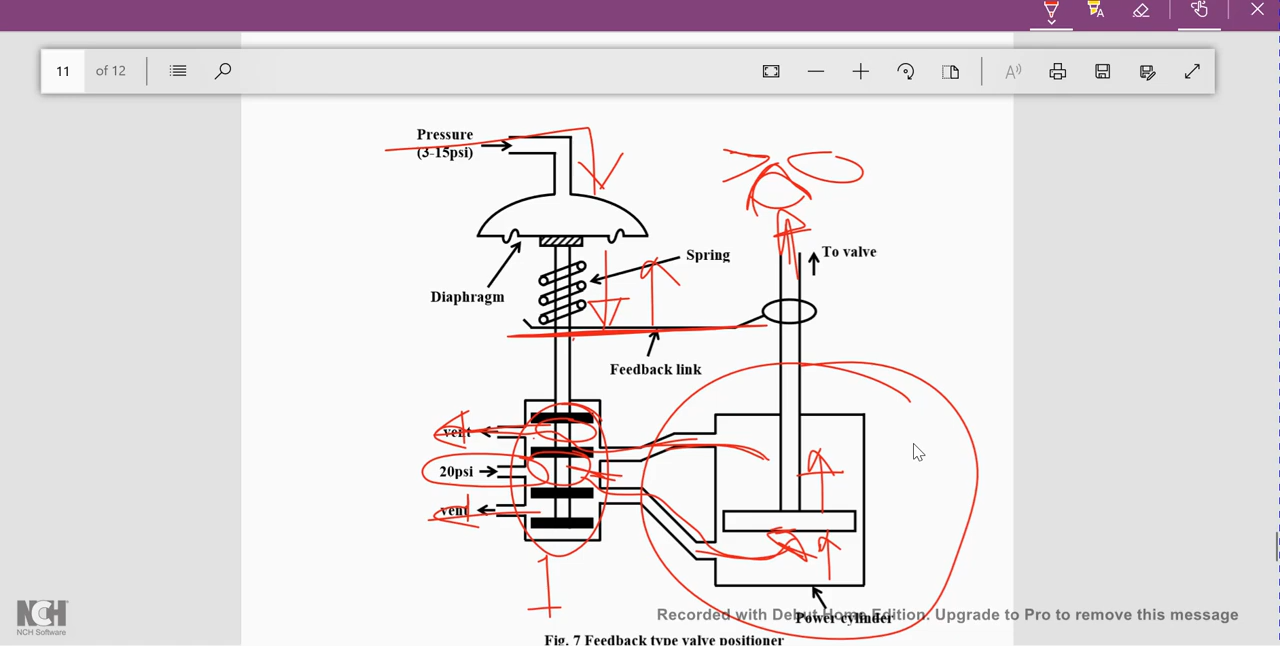 11 of 12
A
A
Pressure
(3-15psi)
To valve
Spring
Diaphragm
Feedback link
vent
20psi
vent
NCH
NCH Software
Recorded with Debut Home Edition. Upgrade to Pro to remove this message
Power cylinder
Fig. 7 Feedback type valve positioner